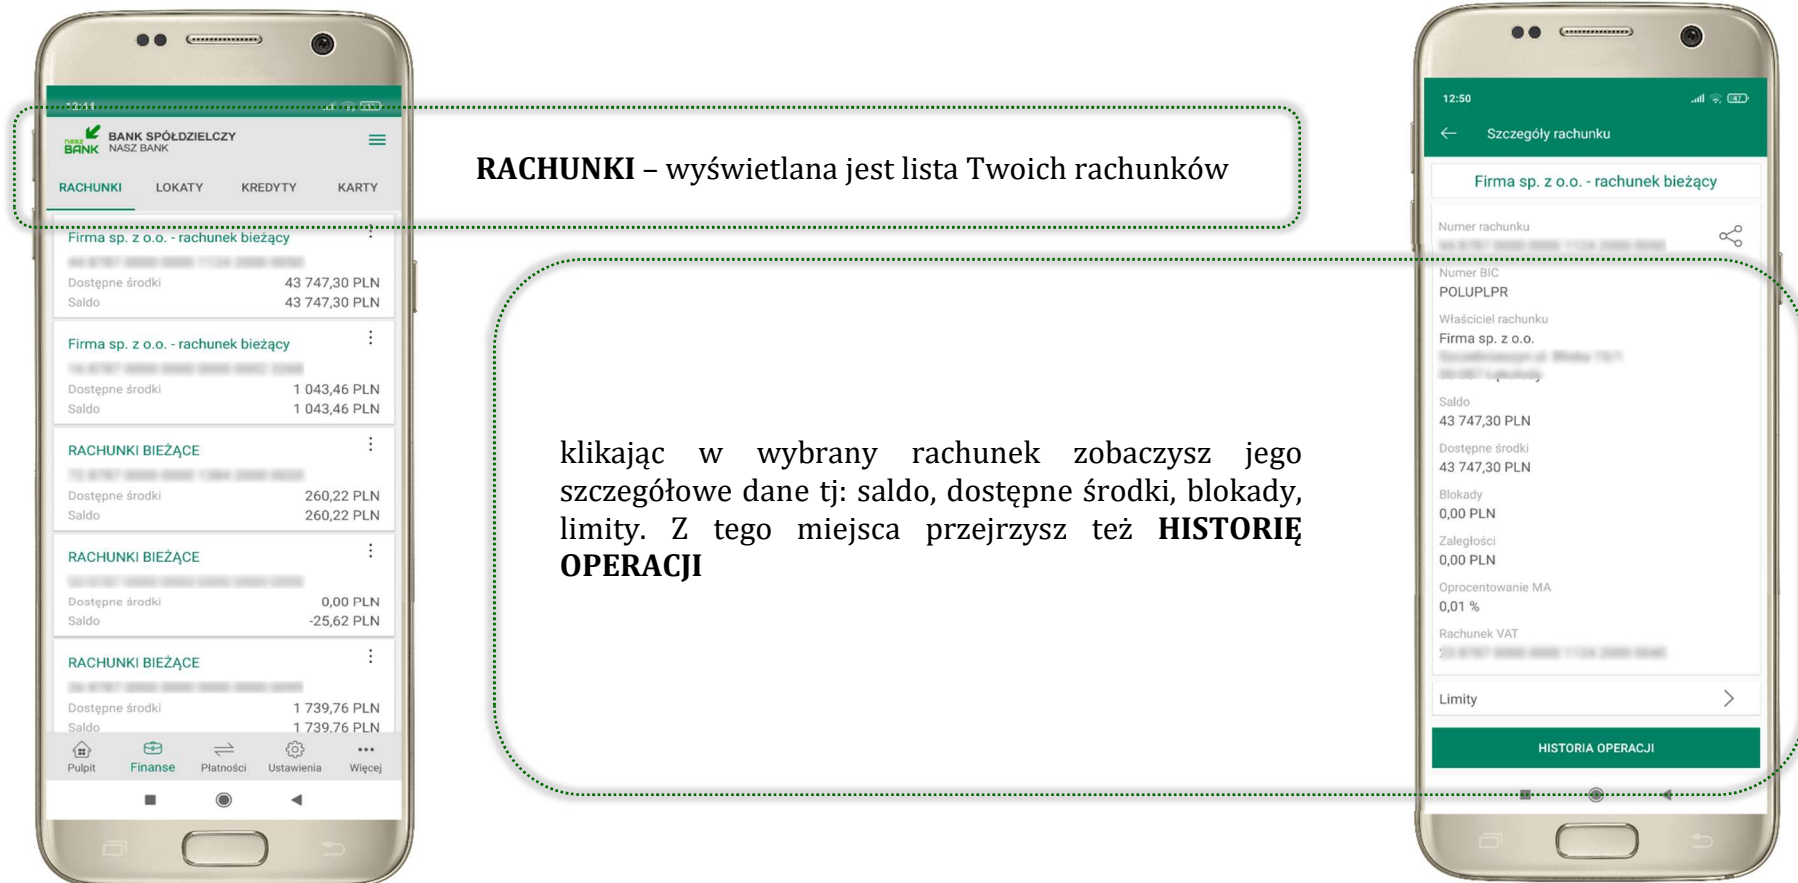 12:44
nasz
BANK
BANK SPÓŁDZIELCZY
NASZ BANK
RACHUNKI LOKATY KREDYTY KARTY
Firma sp. z o.o. - rachunek bieżący
Dostępne środki 43 747,30 PLN
Saldo 43 747,30 PLN
Firma sp. z o.o. - rachunek bieżący
Dostępne środki 1 043,46 PLN
Saldo 1 043,46 PLN
RACHUNKI BIEŻĄCE
Dostępne środki 260,22 PLN
Saldo 260,22 PLN
RACHUNKI BIEŻĄCE
Dostępne środki 0,00 PLN
Saldo -25,62 PLN
RACHUNKI BIEŻĄCE
Dostępne środki 1 739,76 PLN
Saldo 1 739,76 PLN
Pulpit Finanse Płatności Ustawienia Więcej
RACHUNKI – wyświetlana jest lista Twoich rachunków
klikając w wybrany rachunek zobaczysz jego
szczegółowe dane tj: saldo, dostępne środki, blokady,
limity. Z tego miejsca przejrzysz też HISTORIĘ
OPERACJI
12:50 47
Szczegóły rachunku
Firma sp. z o.o. - rachunek bieżący
Numer rachunku
Numer BIC
POLUPLPR
Właściciel rachunku
Firma sp. z o.o.
Saldo
43 747,30 PLN
Dostępne środki
43 747,30 PLN
Blokady
0,00 PLN
Zaległości
0,00 PLN
Oprocentowanie MA
0,01 %
Rachunek VAT
Limity
HISTORIA OPERACJI